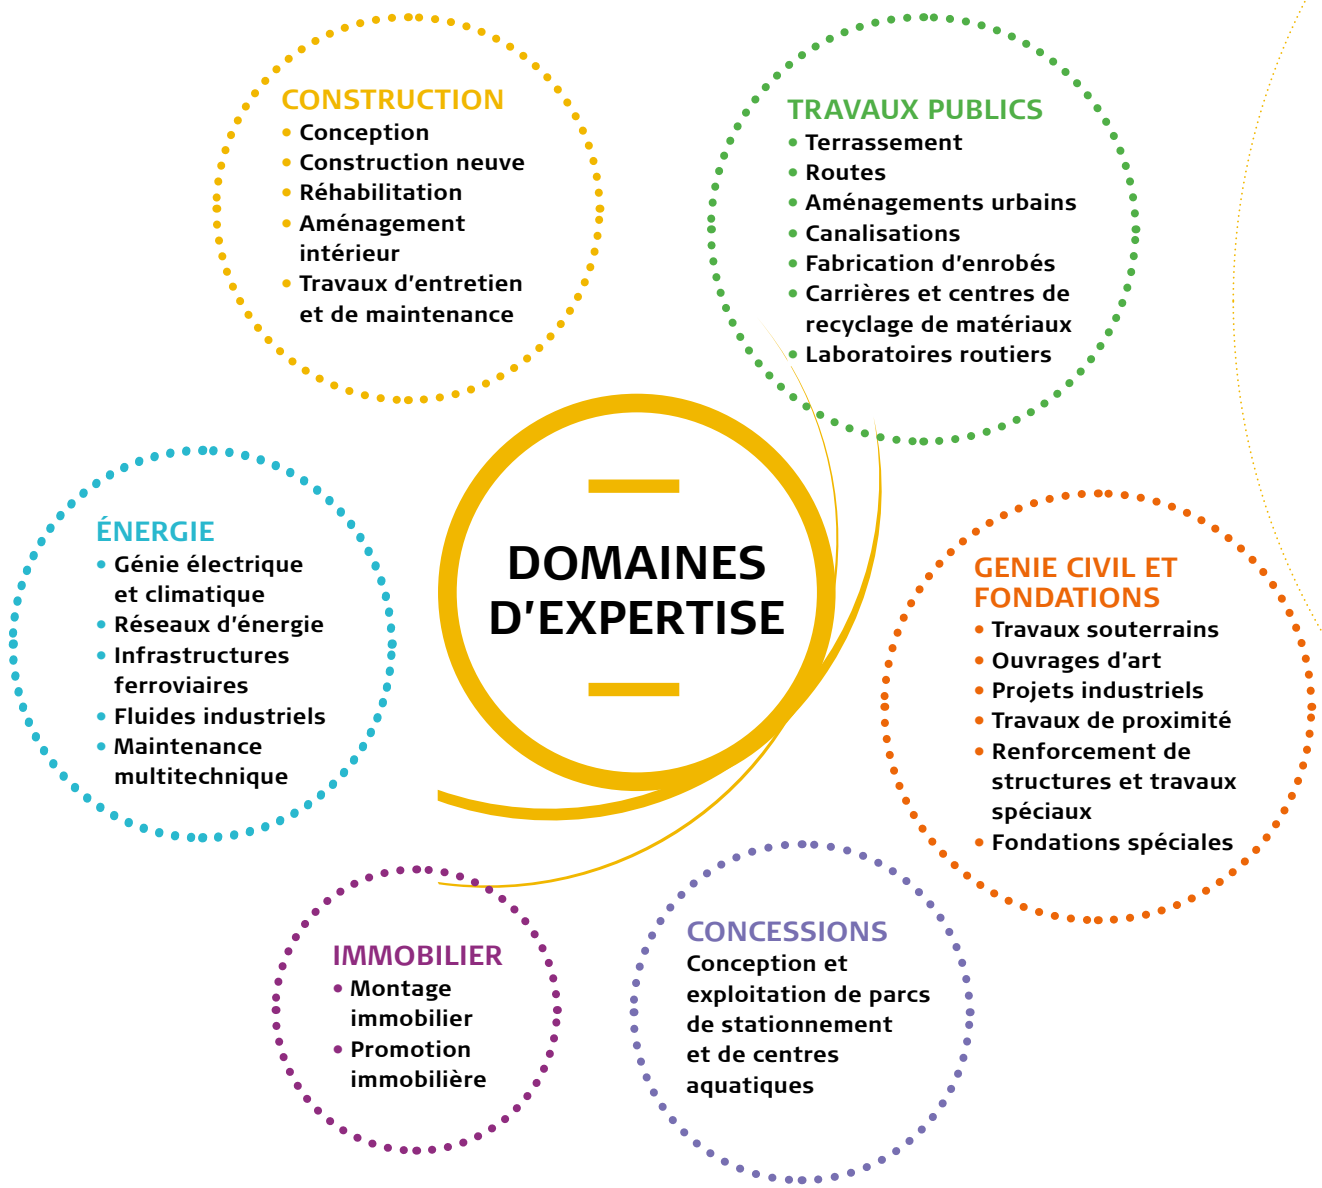 CONSTRUCTION
• Conception
• Construction neuve
• Réhabilitation
• Aménagement
intérieur
• Travaux d'entretien
et de maintenance
TRAVAUX PUBLICS
• Terrassement
• Routes
• Aménagements urbains
• Canalisations
• Fabrication d'enrobés
• Carrières et centres de
recyclage de matériaux
• Laboratoires routiers
ÉNERGIE
• Génie électrique
et climatique
• Réseaux d'énergie
• Infrastructures
ferroviaires
• Fluides industriels
• Maintenance
multitechnique
DOMAINES
D'EXPERTISE
GENIE CIVIL ET
FONDATIONS
• Travaux souterrains
• Ouvrages d'art
• Projets industriels
• Travaux de proximité
• Renforcement de
structures et travaux
spéciaux
• Fondations spéciales
IMMOBILIER
• Montage
immobilier
• Promotion
immobilière
CONCESSIONS
Conception et
exploitation de parcs
de stationnement
et de centres
aquatiques